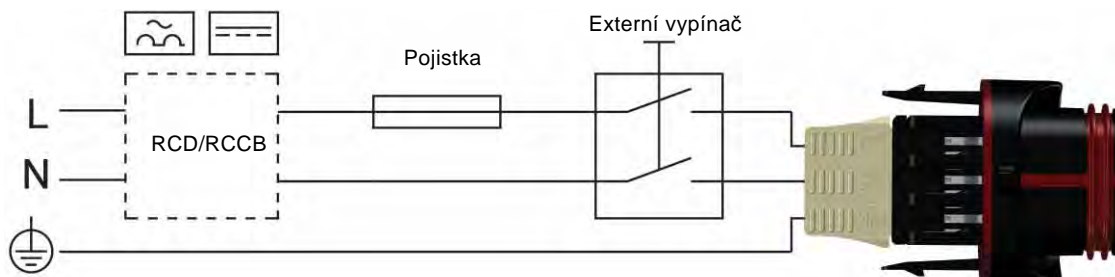 Externí vypínač
Pojistka
L
RCD/RCCB
N